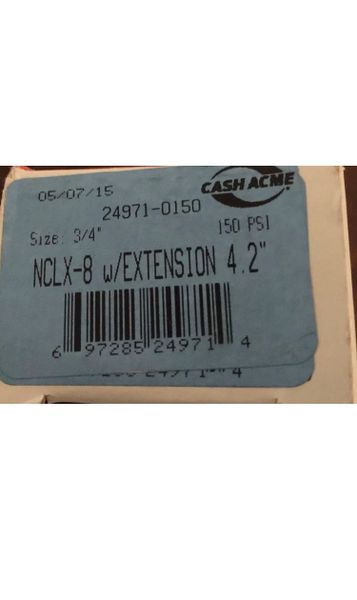 05/07/15
CASH ACME
24971-0150
Size: 3/4"
150 PSI
NCLX-8 w/EXTENSION 4.2"
6 97285 24971 4